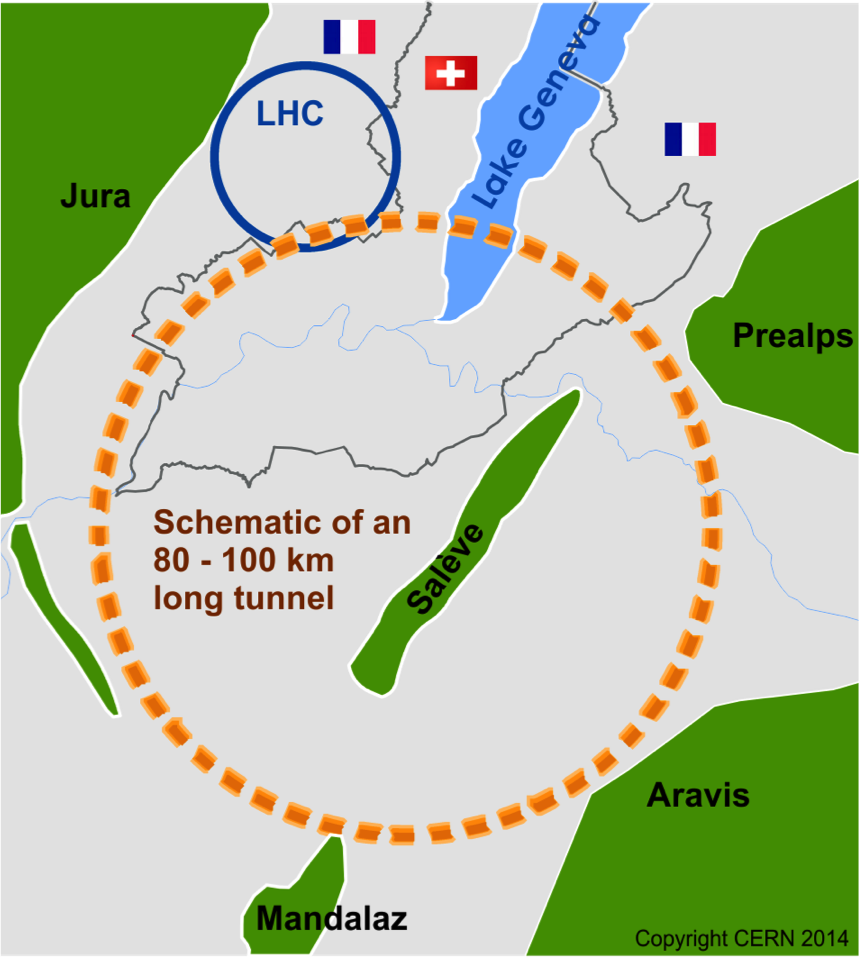 LHC
Lake Geneva
Jura
Prealps
Schematic of an
80 - 100 km
long tunnel
Salève
Aravis
Mandalaz
Copyright CERN 2014